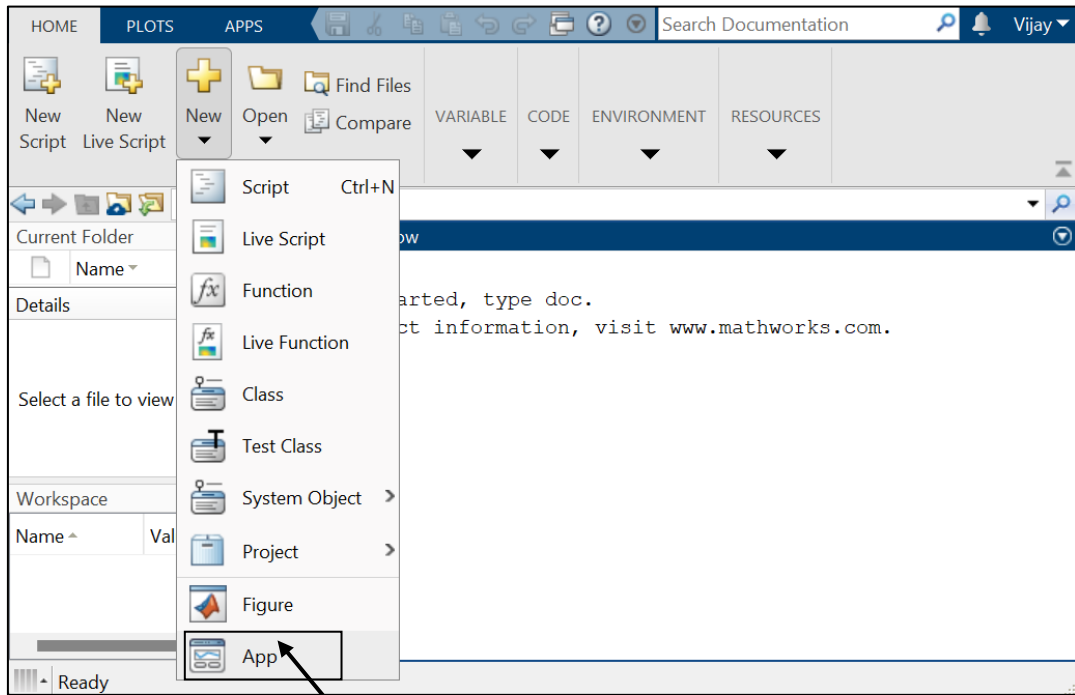 HOME PLOTS APPS Search Documentation Vijay
New Script
New Live Script
New
Open
Find Files
Compare
VARIABLE CODE ENVIRONMENT RESOURCES
Script Ctrl+N
Live Script
Function
Live Function
Class
Test Class
System Object
Project
Figure
App
Current Folder
Name
Details
Select a file to view
Workspace
Name Val
ow
arted, type doc.
ct information, visit www.mathworks.com.
Ready